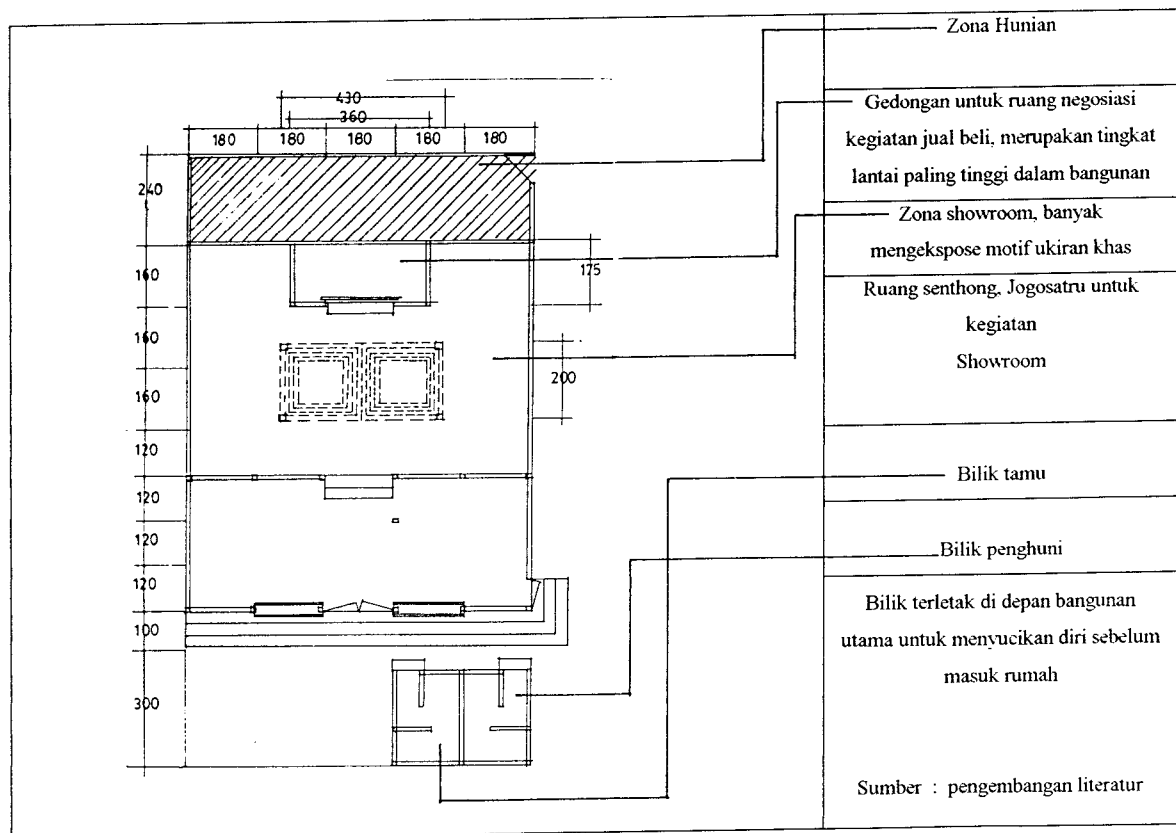 430
360
180 180 180 180 180
240
160
160
160
120
120
120
120
100
300
175
200
Zona Hunian
Gedongan untuk ruang negosiasi
kegiatan jual beli, merupakan tingkat
lantai paling tinggi dalam bangunan
Zona showroom, banyak
mengekspose motif ukiran khas
Ruang senthong, Jogosatru untuk
kegiatan
Showroom
Bilik tamu
Bilik penghuni
Bilik terletak di depan bangunan
utama untuk menyucikan diri sebelum
masuk rumah
Sumber : pengembangan literatur